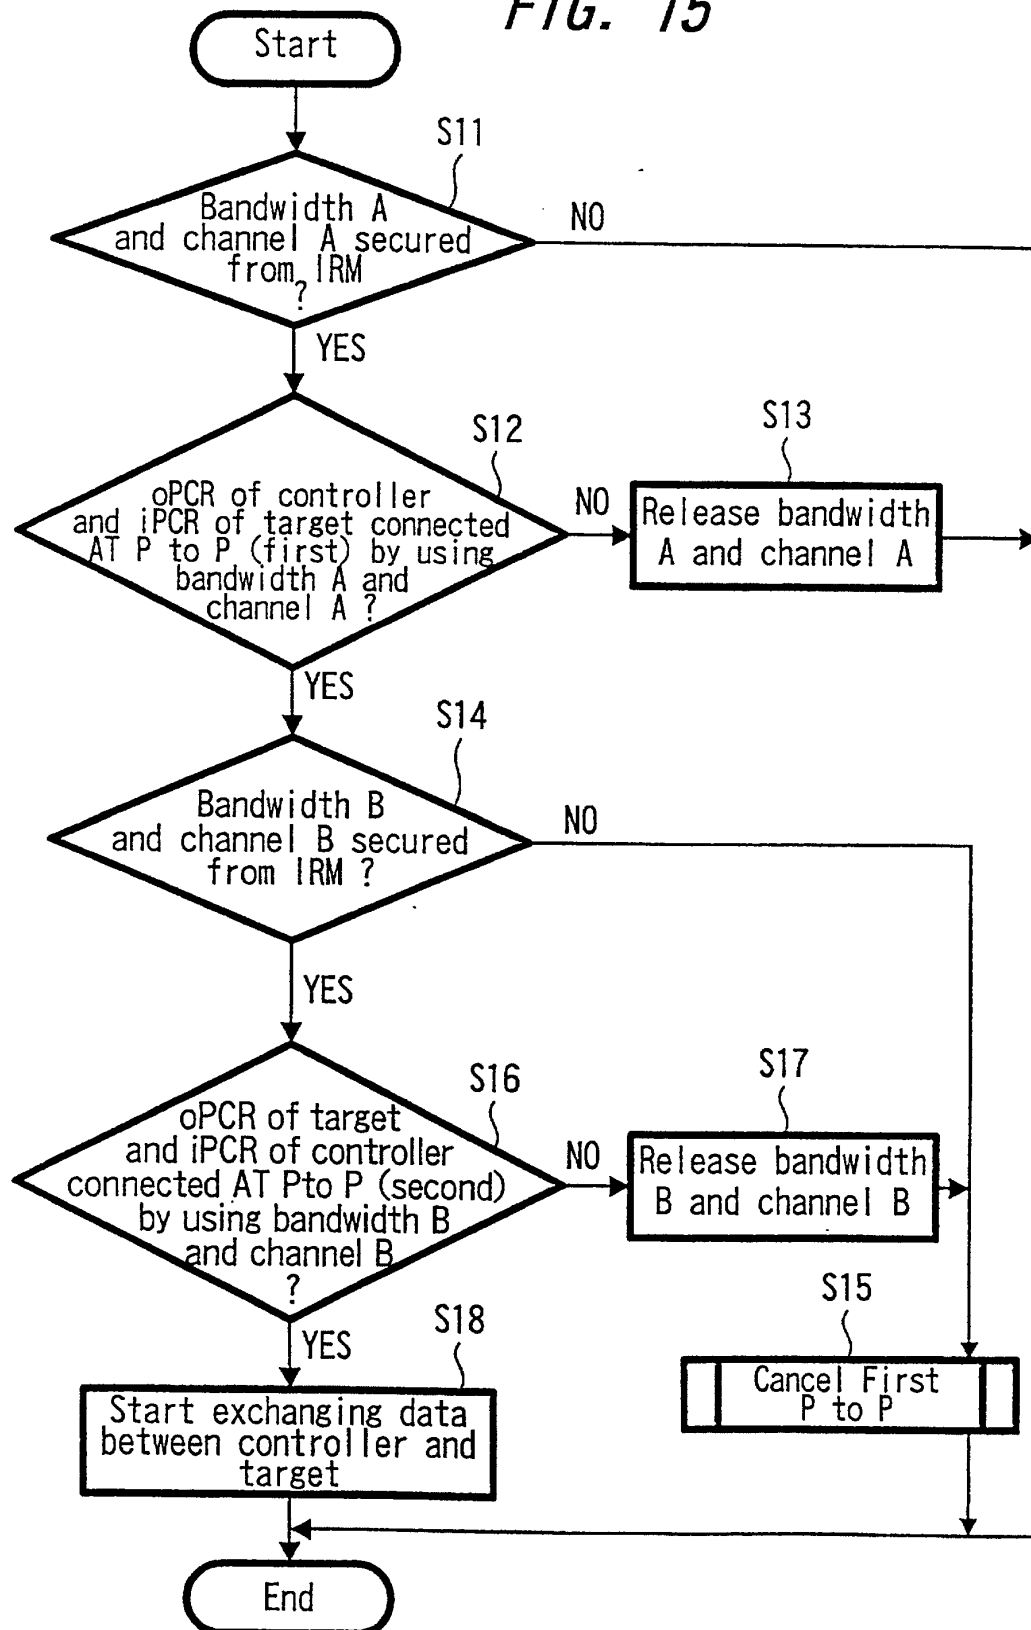 FIG. 15
Start
S11
Bandwidth A
and channel A secured
from IRM
?
NO
YES
S12
oPCR of controller
and iPCR of target connected
AT P to P (first) by using
bandwidth A and
channel A ?
NO
S13
Release bandwidth
A and channel A
YES
S14
Bandwidth B
and channel B secured
from IRM ?
NO
YES
S16
oPCR of target
and iPCR of controller
connected AT Pto P (second)
by using bandwidth B
and channel B
?
NO
S17
Release bandwidth
B and channel B
S15
Cancel First
P to P
YES
S18
Start exchanging data
between controller and
target
End